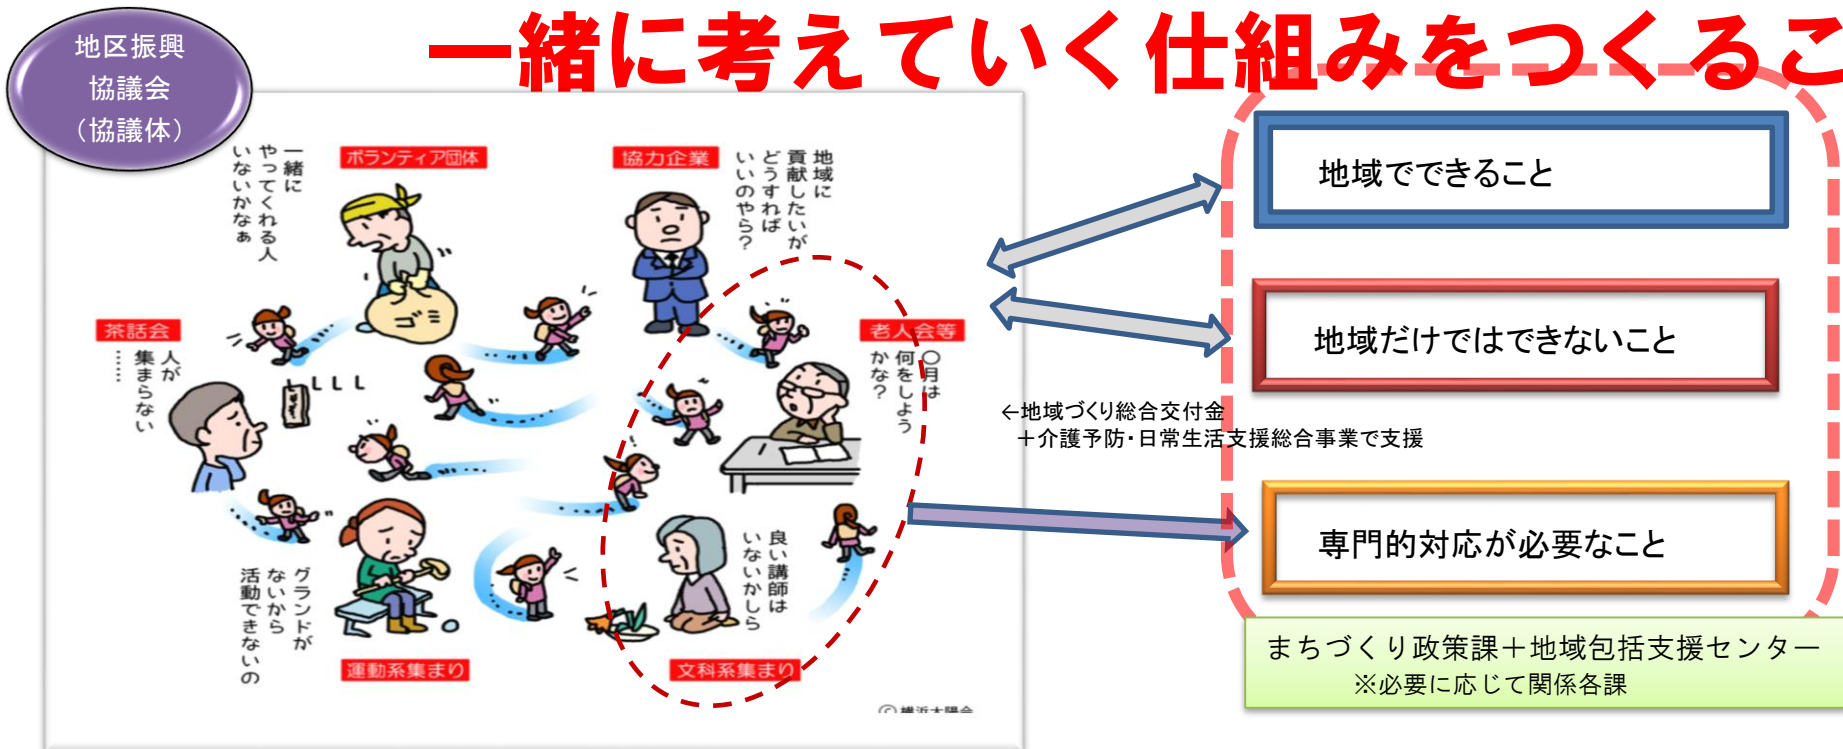 一緒に考えていく仕組みをつくるこ
地区振興
協議会
（協議体）
ボランティア団体
一緒に
やってくれる人
いないかなぁ
協力企業
地域に
貢献したいが
どうすれば
いいのやら？
茶話会
人が
集まらない
……
ゴミ
老人会等
〇月は
何をしよう
かな？
運動系集まり
グランドが
ないから
活動できないの
文科系集まり
良い講師は
いないかしら
地域でできること
地域だけではできないこと
←地域づくり総合交付金
＋介護予防・日常生活支援総合事業で支援
専門的対応が必要なこと
まちづくり政策課＋地域包括支援センター
※必要に応じて関係各課